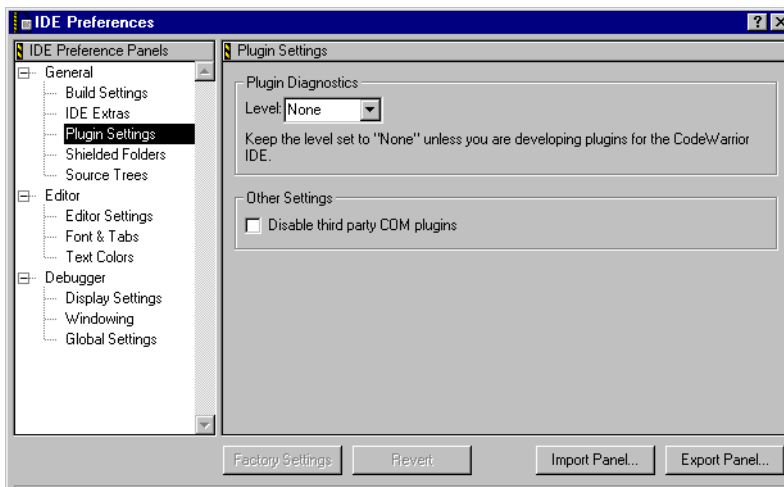 IDE Preferences
IDE Preference Panels
General
Build Settings
IDE Extras
Plugin Settings
Shielded Folders
Source Trees
Editor
Editor Settings
Font & Tabs
Text Colors
Debugger
Display Settings
Windowing
Global Settings
Plugin Settings
Plugin Diagnostics
Level: None
Keep the level set to "None" unless you are developing plugins for the CodeWarrior
IDE.
Other Settings
Disable third party COM plugins
Factory Settings
Revert
Import Panel...
Export Panel...